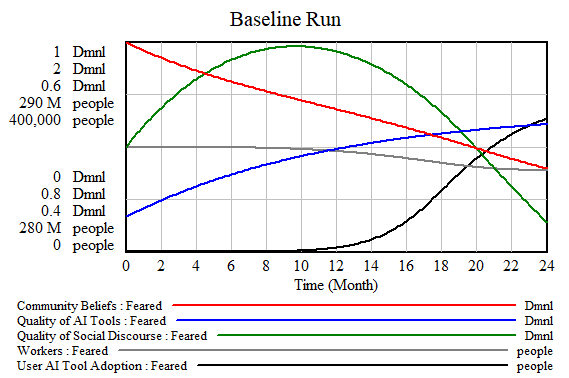 Baseline Run
1 Dmnl
2 Dmnl
0.6 Dmnl
290 M people
400,000 people
0 Dmnl
0.8 Dmnl
0.4 Dmnl
280 M people
0 people
0 2 4 6 8 10 12 14 16 18 20 22 24
Time (Month)
Community Beliefs : Feared Dmnl
Quality of AI Tools : Feared Dmnl
Quality of Social Discourse : Feared Dmnl
Workers : Feared people
User AI Tool Adoption : Feared people